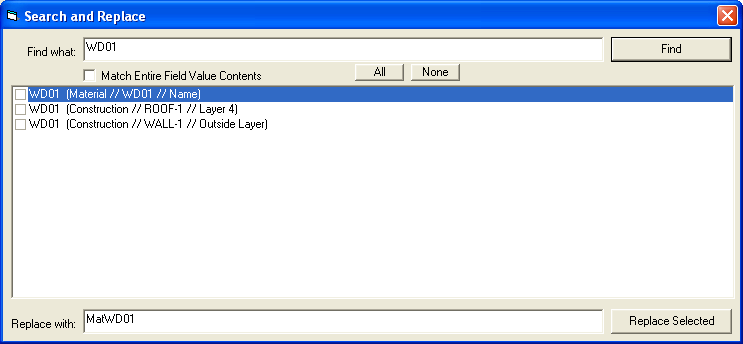 Search and Replace
Find what: WD01 Find
Match Entire Field Value Contents All None
WD01 (Material // WD01 // Name)
WD01 (Construction // ROOF-1 // Layer 4)
WD01 (Construction // WALL-1 // Outside Layer)
Replace with: MatWD01 Replace Selected